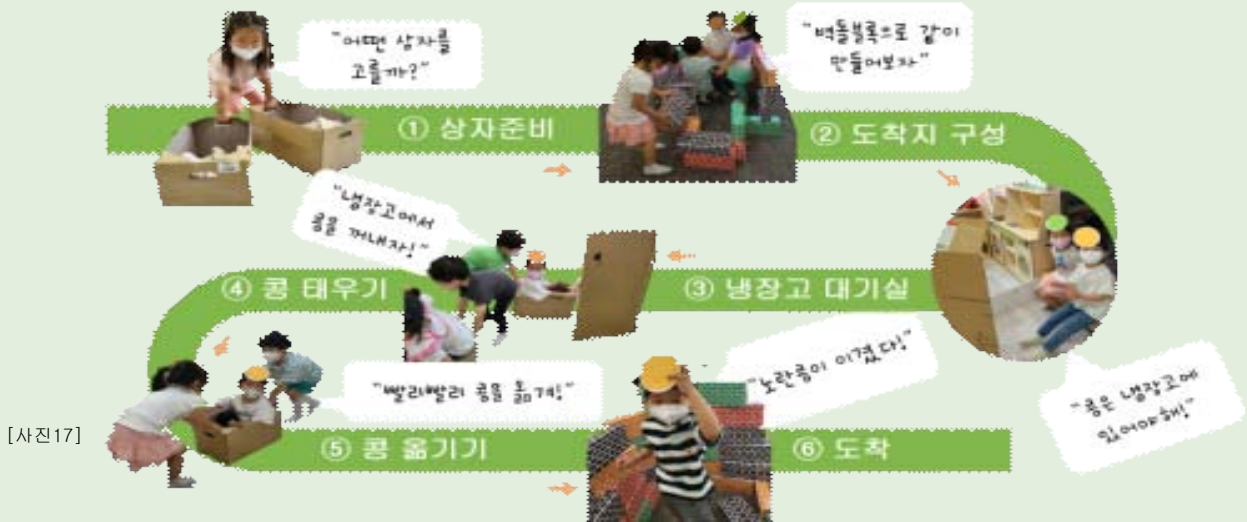 "어떤 상자를
고를까?"
① 상자준비
"벽돌블록으로 같이
만들어보자"
② 도착지 구성
"콩은 냉장고에
있어야해!"
③ 냉장고 대기실
"냉장고에서
콩을 꺼내자!"
④ 콩 태우기
"빨리빨리 콩을 옮겨!"
⑤ 콩 옮기기
"노란콩이 이겼다!"
⑥ 도착
[사진17]